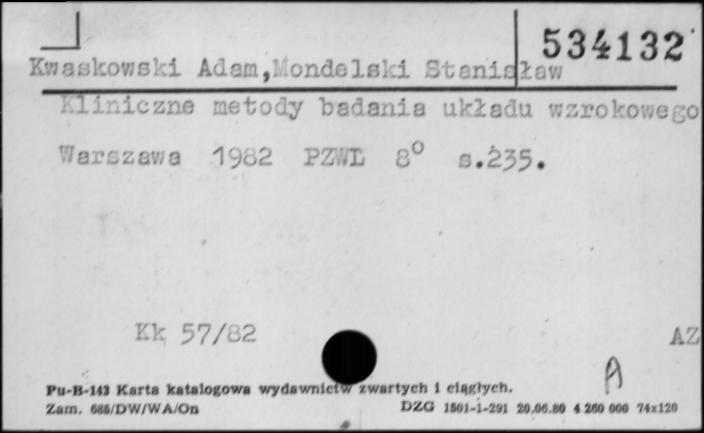 534132
Kwaskowski Adam,Mondelski Stanisław
Kliniczne metody badania układu wzrokowego
Warszawa 1982 PZWL 8° s.235.
Kk 57/82
AZ
A
Pu-B-143 Karta katalogowa wydawnictw zwartych i ciągłych.
Zam. 686/DW/WA/On DZG 1501-1-291 20.06.80 4 260 000 74x120